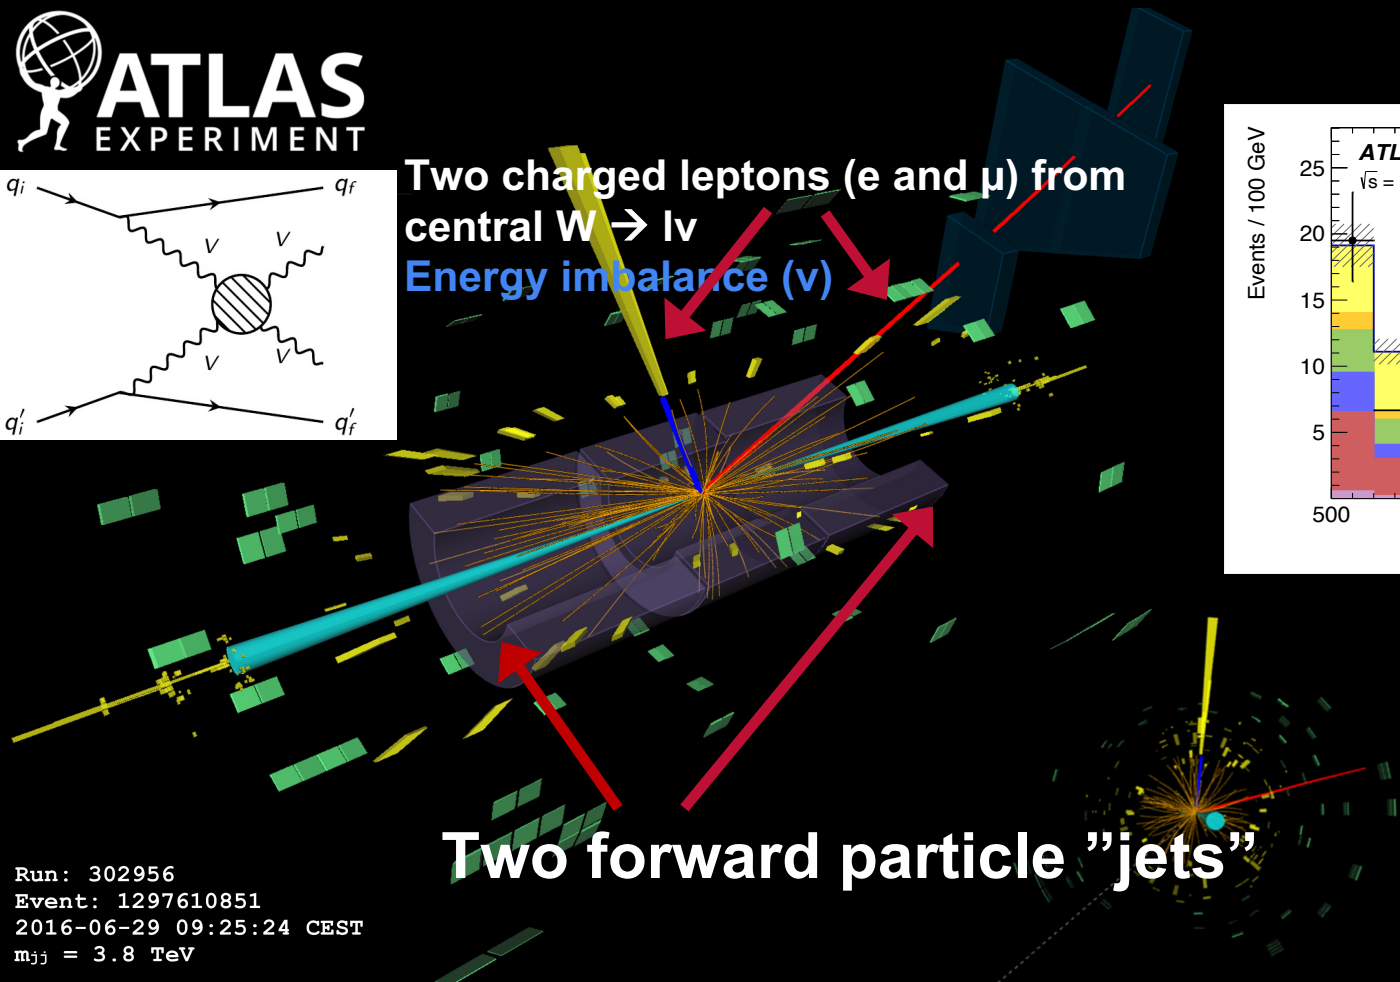 ATLAS
EXPERIMENT
qi
qf
V
V
V
V
q′i
q′f
Two charged leptons (e and μ) from
central W → lv
Energy imbalance (v)
Events / 100 GeV
25
20
15
10
5
500
ATL
√s =
Two forward particle ”jets”
Run: 302956
Event: 1297610851
2016-06-29 09:25:24 CEST
mjj = 3.8 TeV